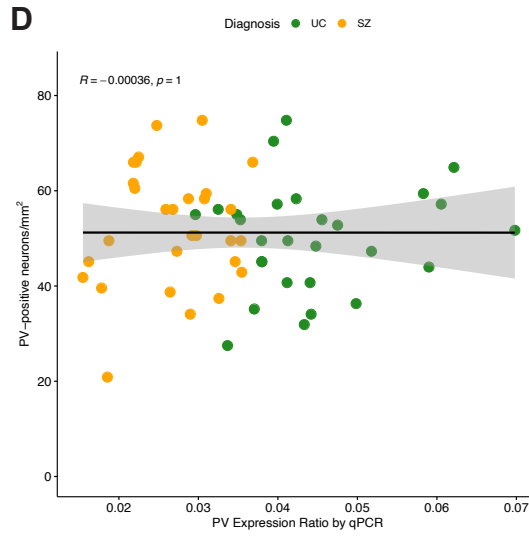 D
Diagnosis UC SZ
R = −0.00036, p = 1
80
60
40
20
0
PV−positive neurons/mm2
0.02 0.03 0.04 0.05 0.06 0.07
PV Expression Ratio by qPCR